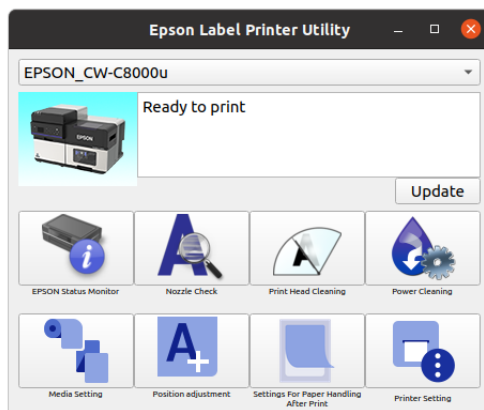 Epson Label Printer Utility
EPSON_CW-C8000u
Ready to print
EPSON
Update
EPSON Status Monitor
Nozzle Check
Print Head Cleaning
Power Cleaning
Media Setting
Position adjustment
Settings For Paper Handling
After Print
Printer Setting